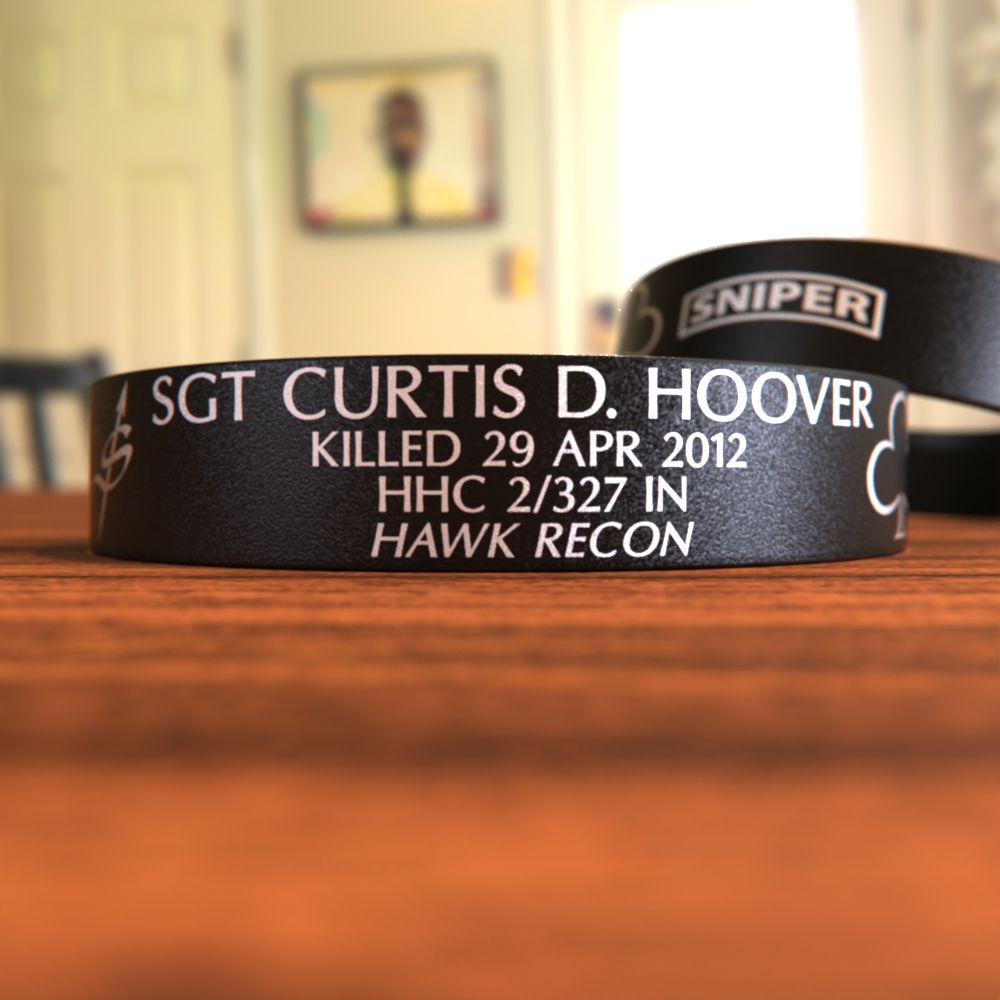 SNIPER
SGT CURTIS D. HOOVER
KILLED 29 APR 2012
HHC 2/327 IN
HAWK RECON